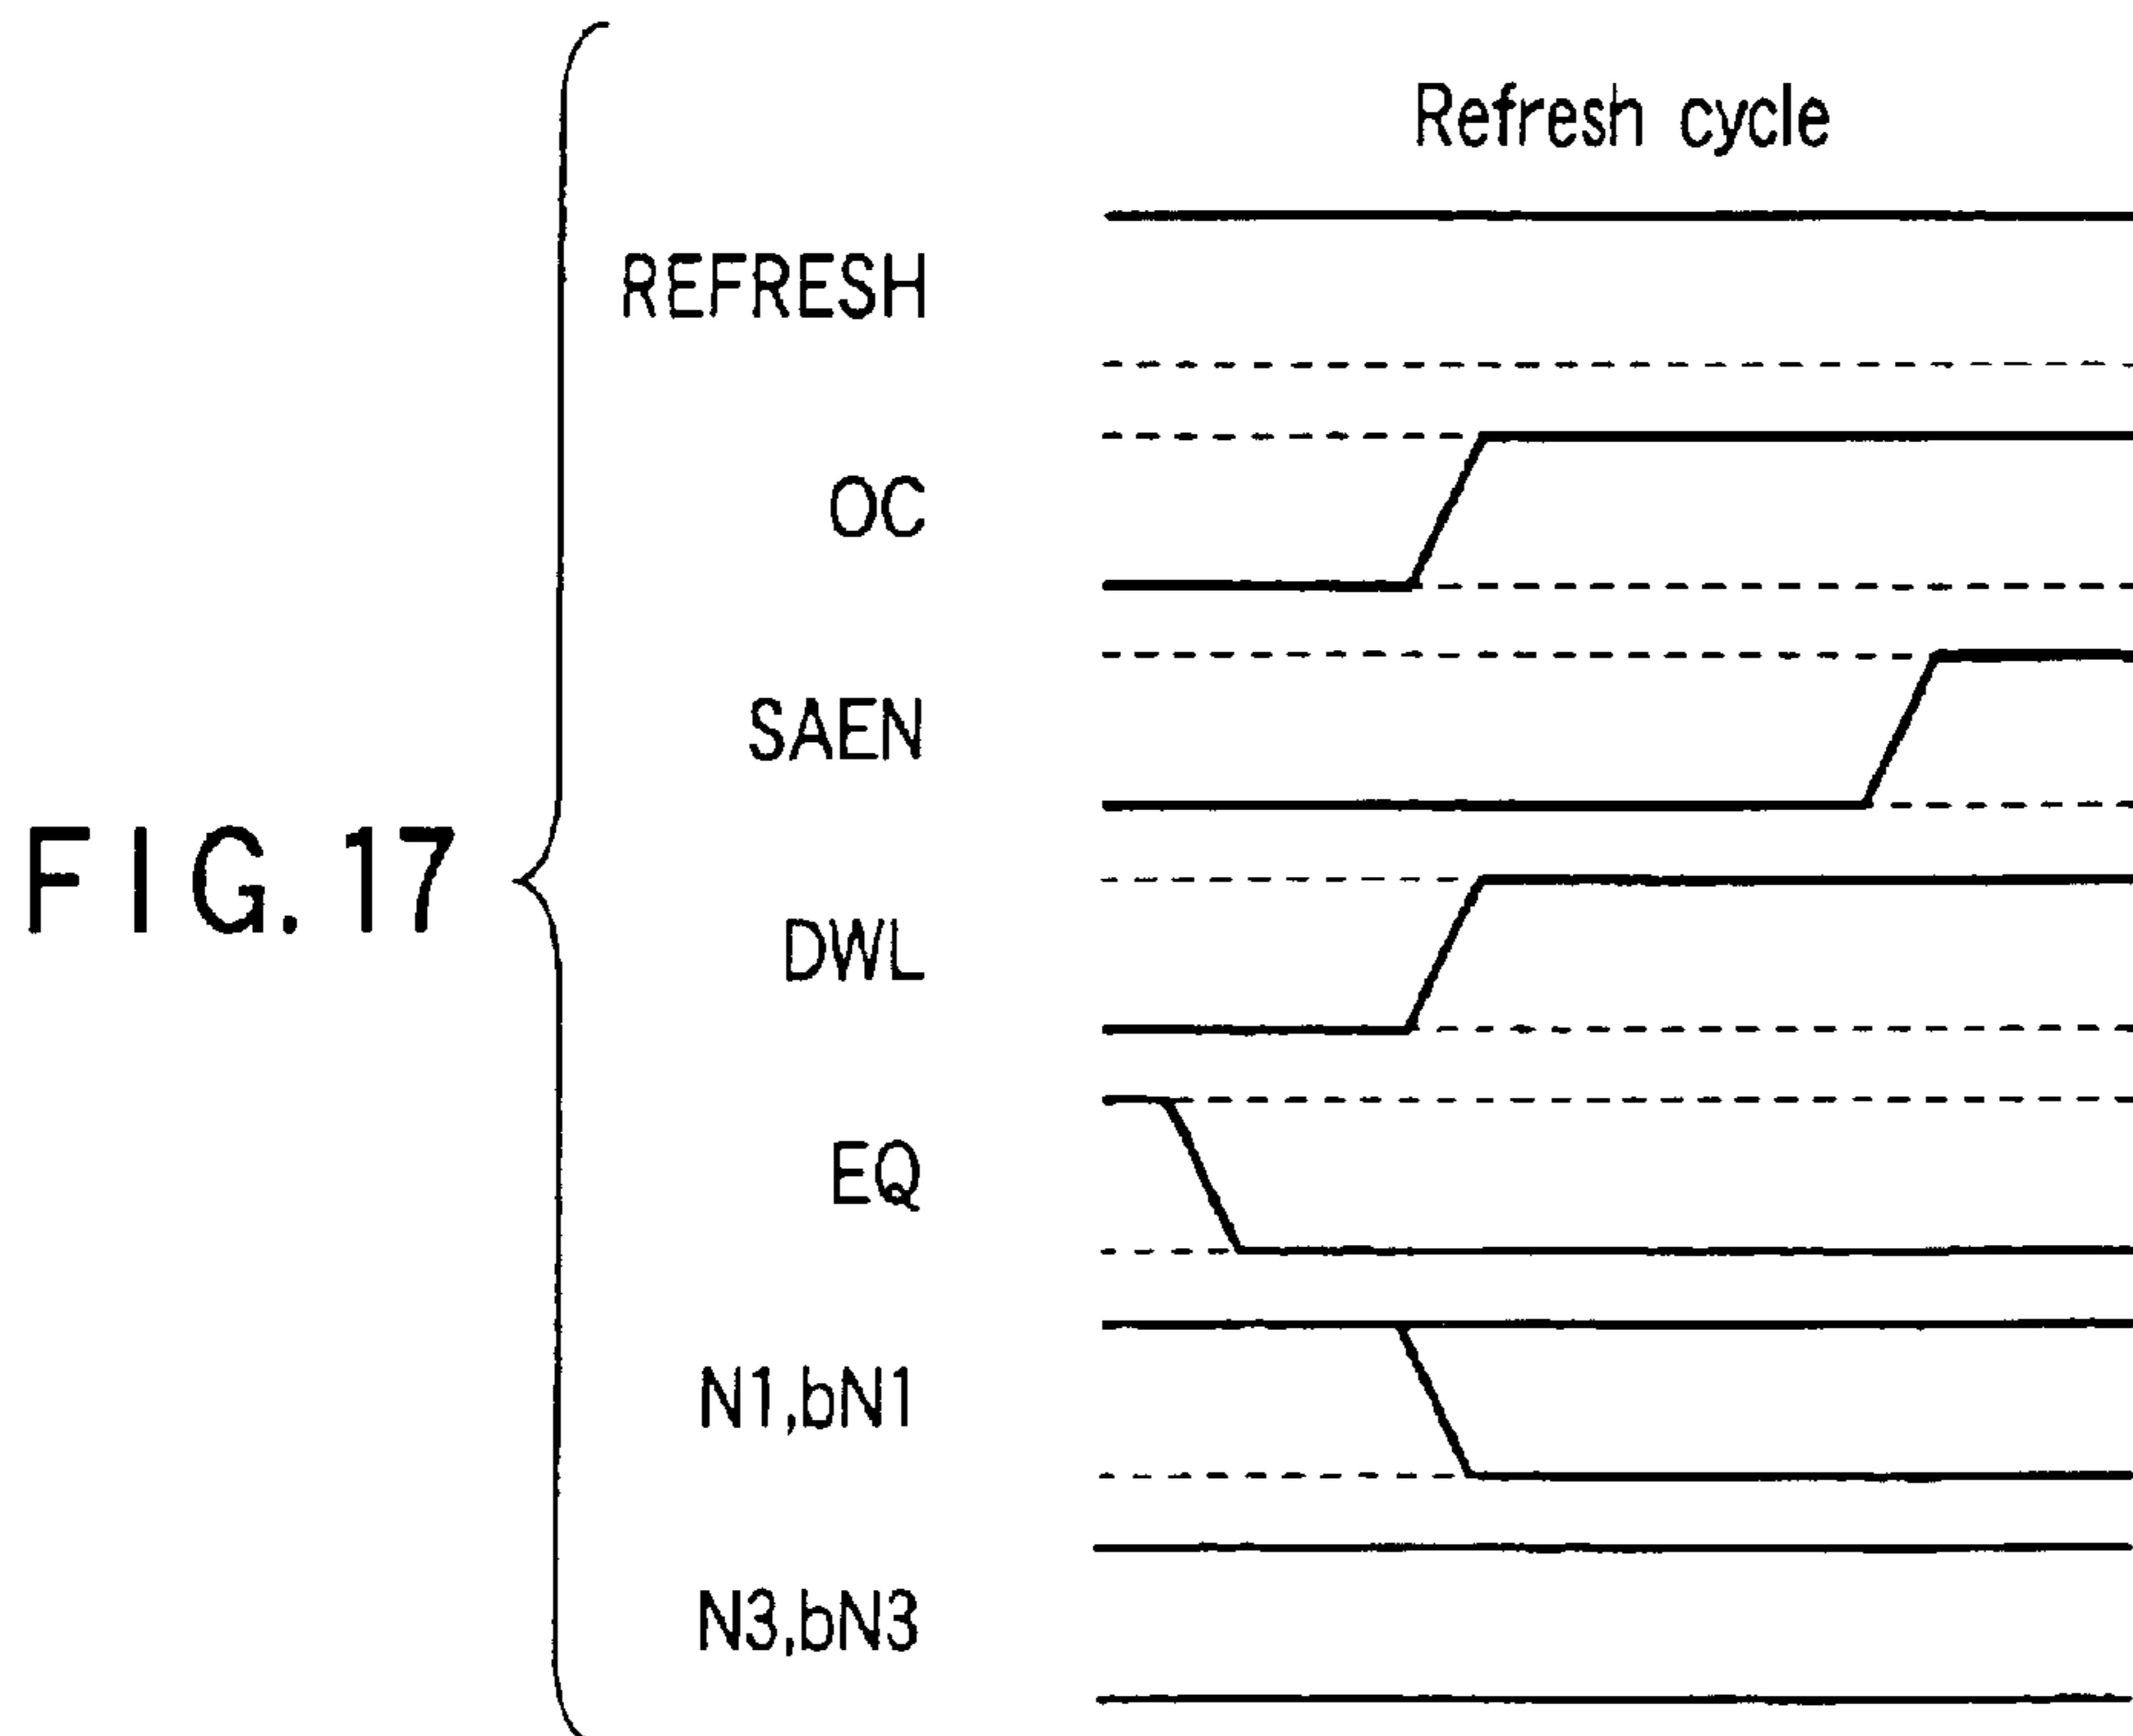 Refresh cycle
REFRESH
OC
SAEN
FIG. 17
DWL
EQ
N1,bN1
N3,bN3